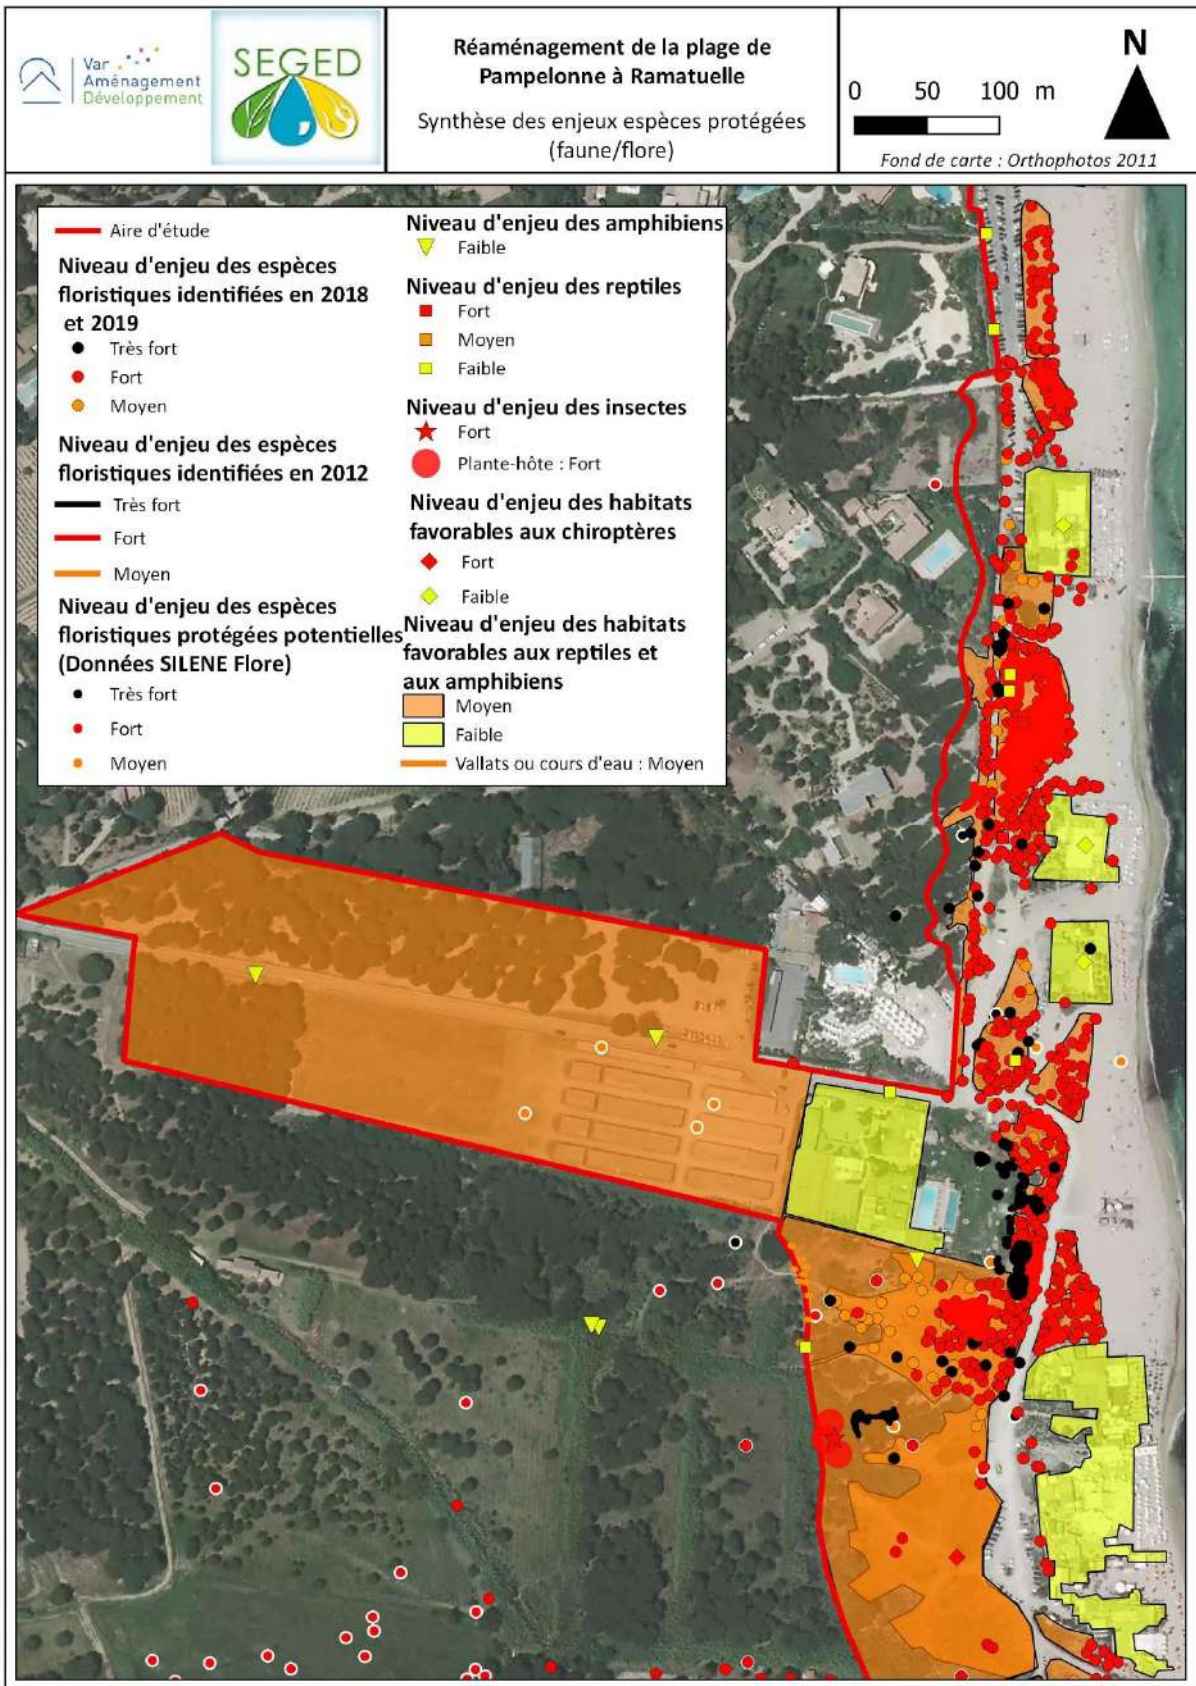 Var
Aménagement
Développement
SEGED
Réaménagement de la plage de
Pampelonne à Ramatuelle
Synthèse des enjeux espèces protégées
(faune/flore)
0 50 100 m
N
Fond de carte : Orthophotos 2011
Aire d'étude
Niveau d'enjeu des espèces
floristiques identifiées en 2018
et 2019
Très fort
Fort
Moyen
Niveau d'enjeu des espèces
floristiques identifiées en 2012
Très fort
Fort
Moyen
Niveau d'enjeu des espèces
floristiques protégées potentielles
(Données SILENE Flore)
Très fort
Fort
Moyen
Niveau d'enjeu des amphibiens
Faible
Niveau d'enjeu des reptiles
Fort
Moyen
Faible
Niveau d'enjeu des insectes
Fort
Plante-hôte : Fort
Niveau d'enjeu des habitats
favorables aux chiroptères
Fort
Faible
Niveau d'enjeu des habitats
favorables aux reptiles et
aux amphibiens
Moyen
Faible
Vallats ou cours d'eau : Moyen